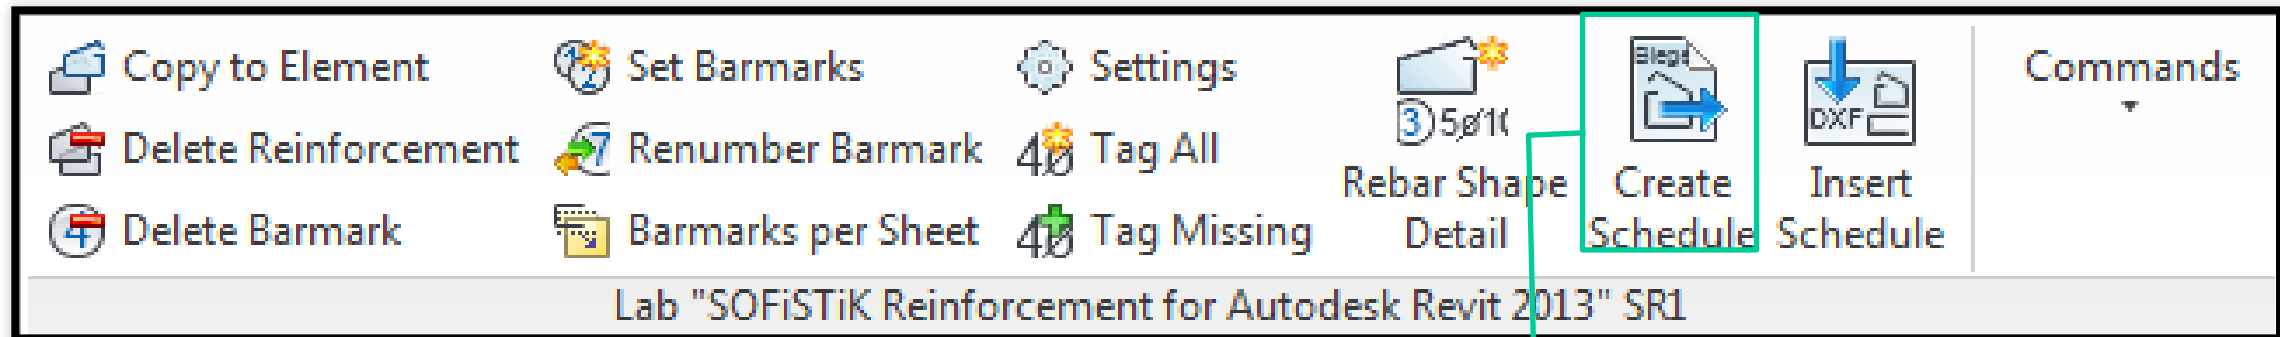 Copy to Element
Delete Reinforcement
Delete Barmark
Set Barmarks
Renumber Barmark
Barmarks per Sheet
Settings
Tag All
Tag Missing
Rebar Shape
Detail
Create
Schedule
DXF
Insert
Schedule
Commands
Lab "SOFiSTiK Reinforcement for Autodesk Revit 2013" SR1